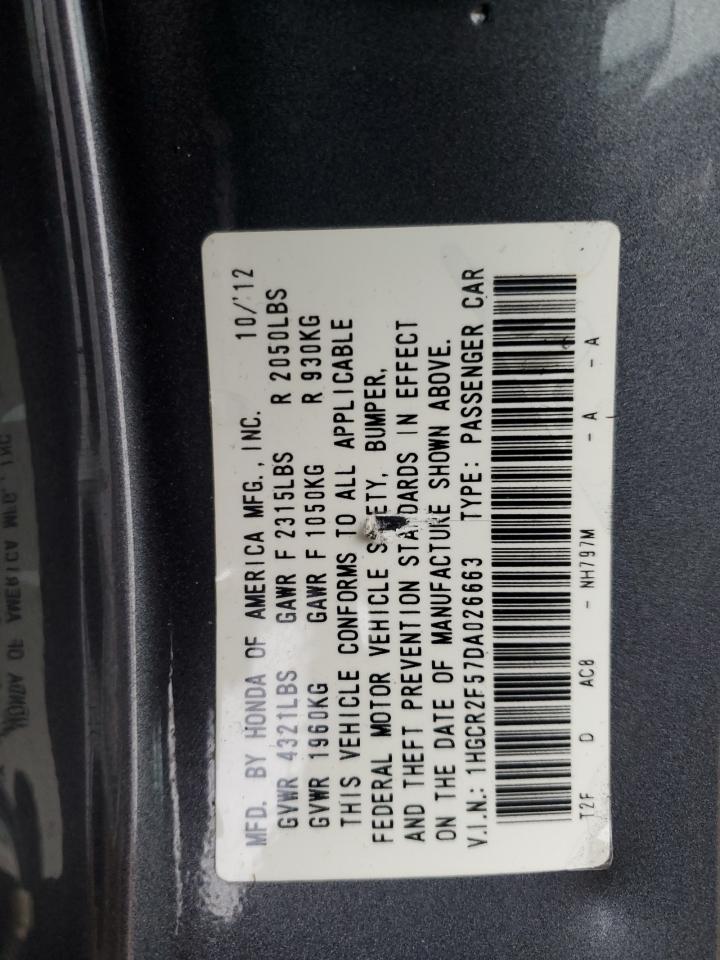 MFD. BY HONDA OF AMERICA MFG., INC. 10/'12
GVWR 4321LBS GAWR F 2315LBS R 2050LBS
GVWR 1960KG GAWR F 1050KG R 930KG
THIS VEHICLE CONFORMS TO ALL APPLICABLE
FEDERAL MOTOR VEHICLE SAFETY, BUMPER,
AND THEFT PREVENTION STANDARDS IN EFFECT
ON THE DATE OF MANUFACTURE SHOWN ABOVE.
V.I.N.: 1HGCR2F57DA026663 TYPE: PASSENGER CAR
T2F D AC8 - NH797M - A - A